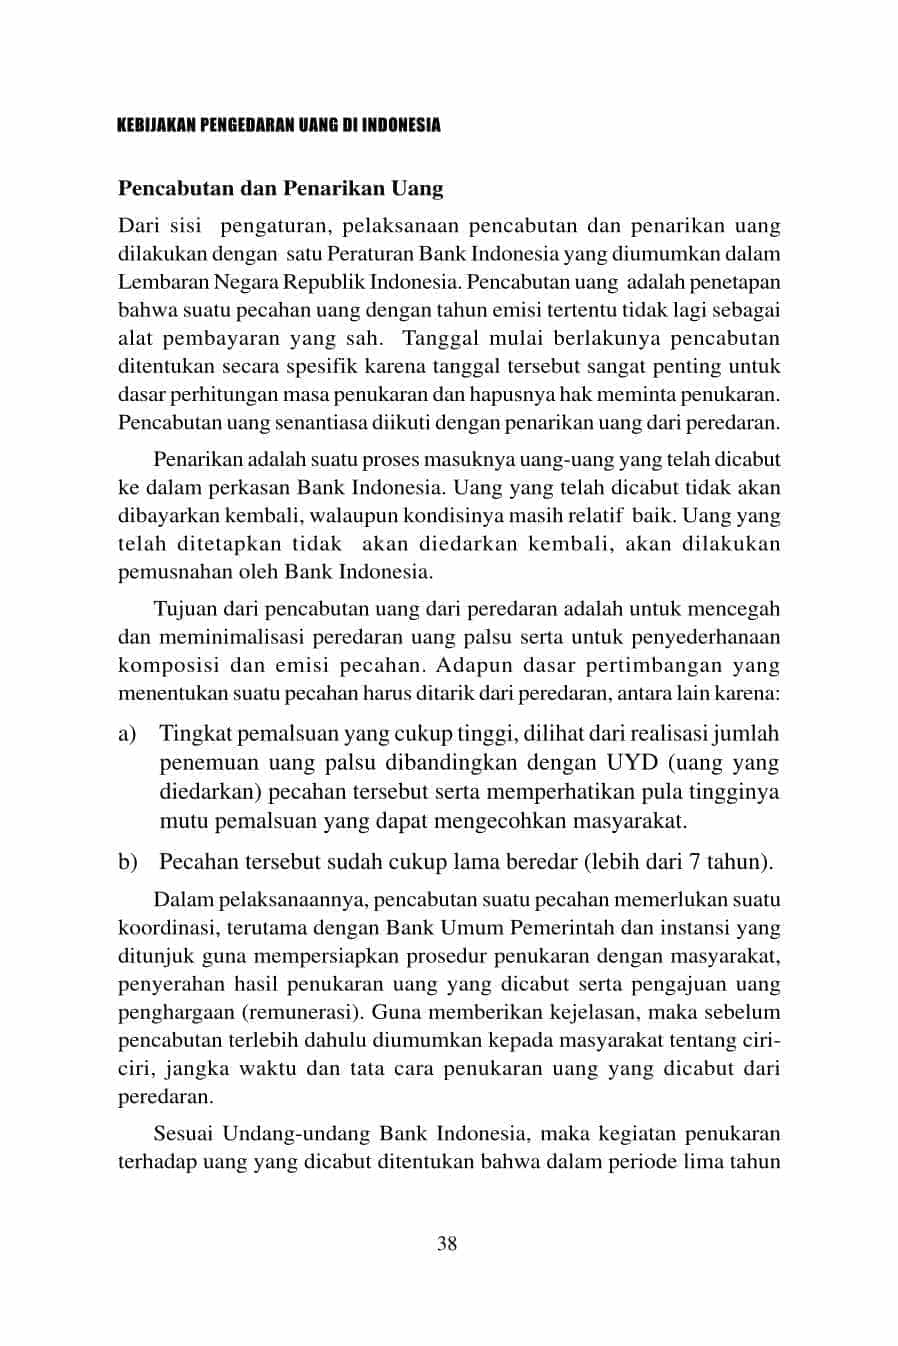 KEBIJAKAN PENGEDARAN UANG DI INDONESIA
Pencabutan dan Penarikan Uang
Dari sisi pengaturan, pelaksanaan pencabutan dan penarikan uang
dilakukan dengan satu Peraturan Bank Indonesia yang diumumkan dalam
Lembaran Negara Republik Indonesia. Pencabutan uang adalah penetapan
bahwa suatu pecahan uang dengan tahun emisi tertentu tidak lagi sebagai
alat pembayaran yang sah. Tanggal mulai berlakunya pencabutan
ditentukan secara spesifik karena tanggal tersebut sangat penting untuk
dasar perhitungan masa penukaran dan hapusnya hak meminta penukaran.
Pencabutan uang senantiasa diikuti dengan penarikan uang dari peredaran.
Penarikan adalah suatu proses masuknya uang-uang yang telah dicabut
ke dalam perkasan Bank Indonesia. Uang yang telah dicabut tidak akan
dibayarkan kembali, walaupun kondisinya masih relatif baik. Uang yang
telah ditetapkan tidak akan diedarkan kembali, akan dilakukan
pemusnahan oleh Bank Indonesia.
Tujuan dari pencabutan uang dari peredaran adalah untuk mencegah
dan meminimalisasi peredaran uang palsu serta untuk penyederhanaan
komposisi dan emisi pecahan. Adapun dasar pertimbangan yang
menentukan suatu pecahan harus ditarik dari peredaran, antara lain karena:
a) Tingkat pemalsuan yang cukup tinggi, dilihat dari realisasi jumlah
penemuan uang palsu dibandingkan dengan UYD (uang yang
diedarkan) pecahan tersebut serta memperhatikan pula tingginya
mutu pemalsuan yang dapat mengecohkan masyarakat.
b) Pecahan tersebut sudah cukup lama beredar (lebih dari 7 tahun).
Dalam pelaksanaannya, pencabutan suatu pecahan memerlukan suatu
koordinasi, terutama dengan Bank Umum Pemerintah dan instansi yang
ditunjuk guna mempersiapkan prosedur penukaran dengan masyarakat,
penyerahan hasil penukaran uang yang dicabut serta pengajuan uang
penghargaan (remunerasi). Guna memberikan kejelasan, maka sebelum
pencabutan terlebih dahulu diumumkan kepada masyarakat tentang ciri-
ciri, jangka waktu dan tata cara penukaran uang yang dicabut dari
peredaran.
Sesuai Undang-undang Bank Indonesia, maka kegiatan penukaran
terhadap uang yang dicabut ditentukan bahwa dalam periode lima tahun
38